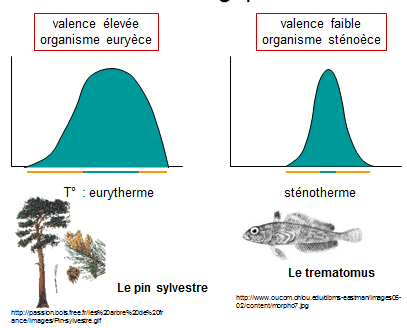 valence élevée
organisme euryèce
valence faible
organisme sténoèce
T° : eurytherme
sténotherme
Le pin sylvestre
Le trematomus
http://passion.bois.free.fr/les%20arbre%20de%20fr
ance/images/Pin-sylvestre.gif
http://www.oucom.ohiou.edu/dbms-eastman/images05-
02/content/morpho7.jpg